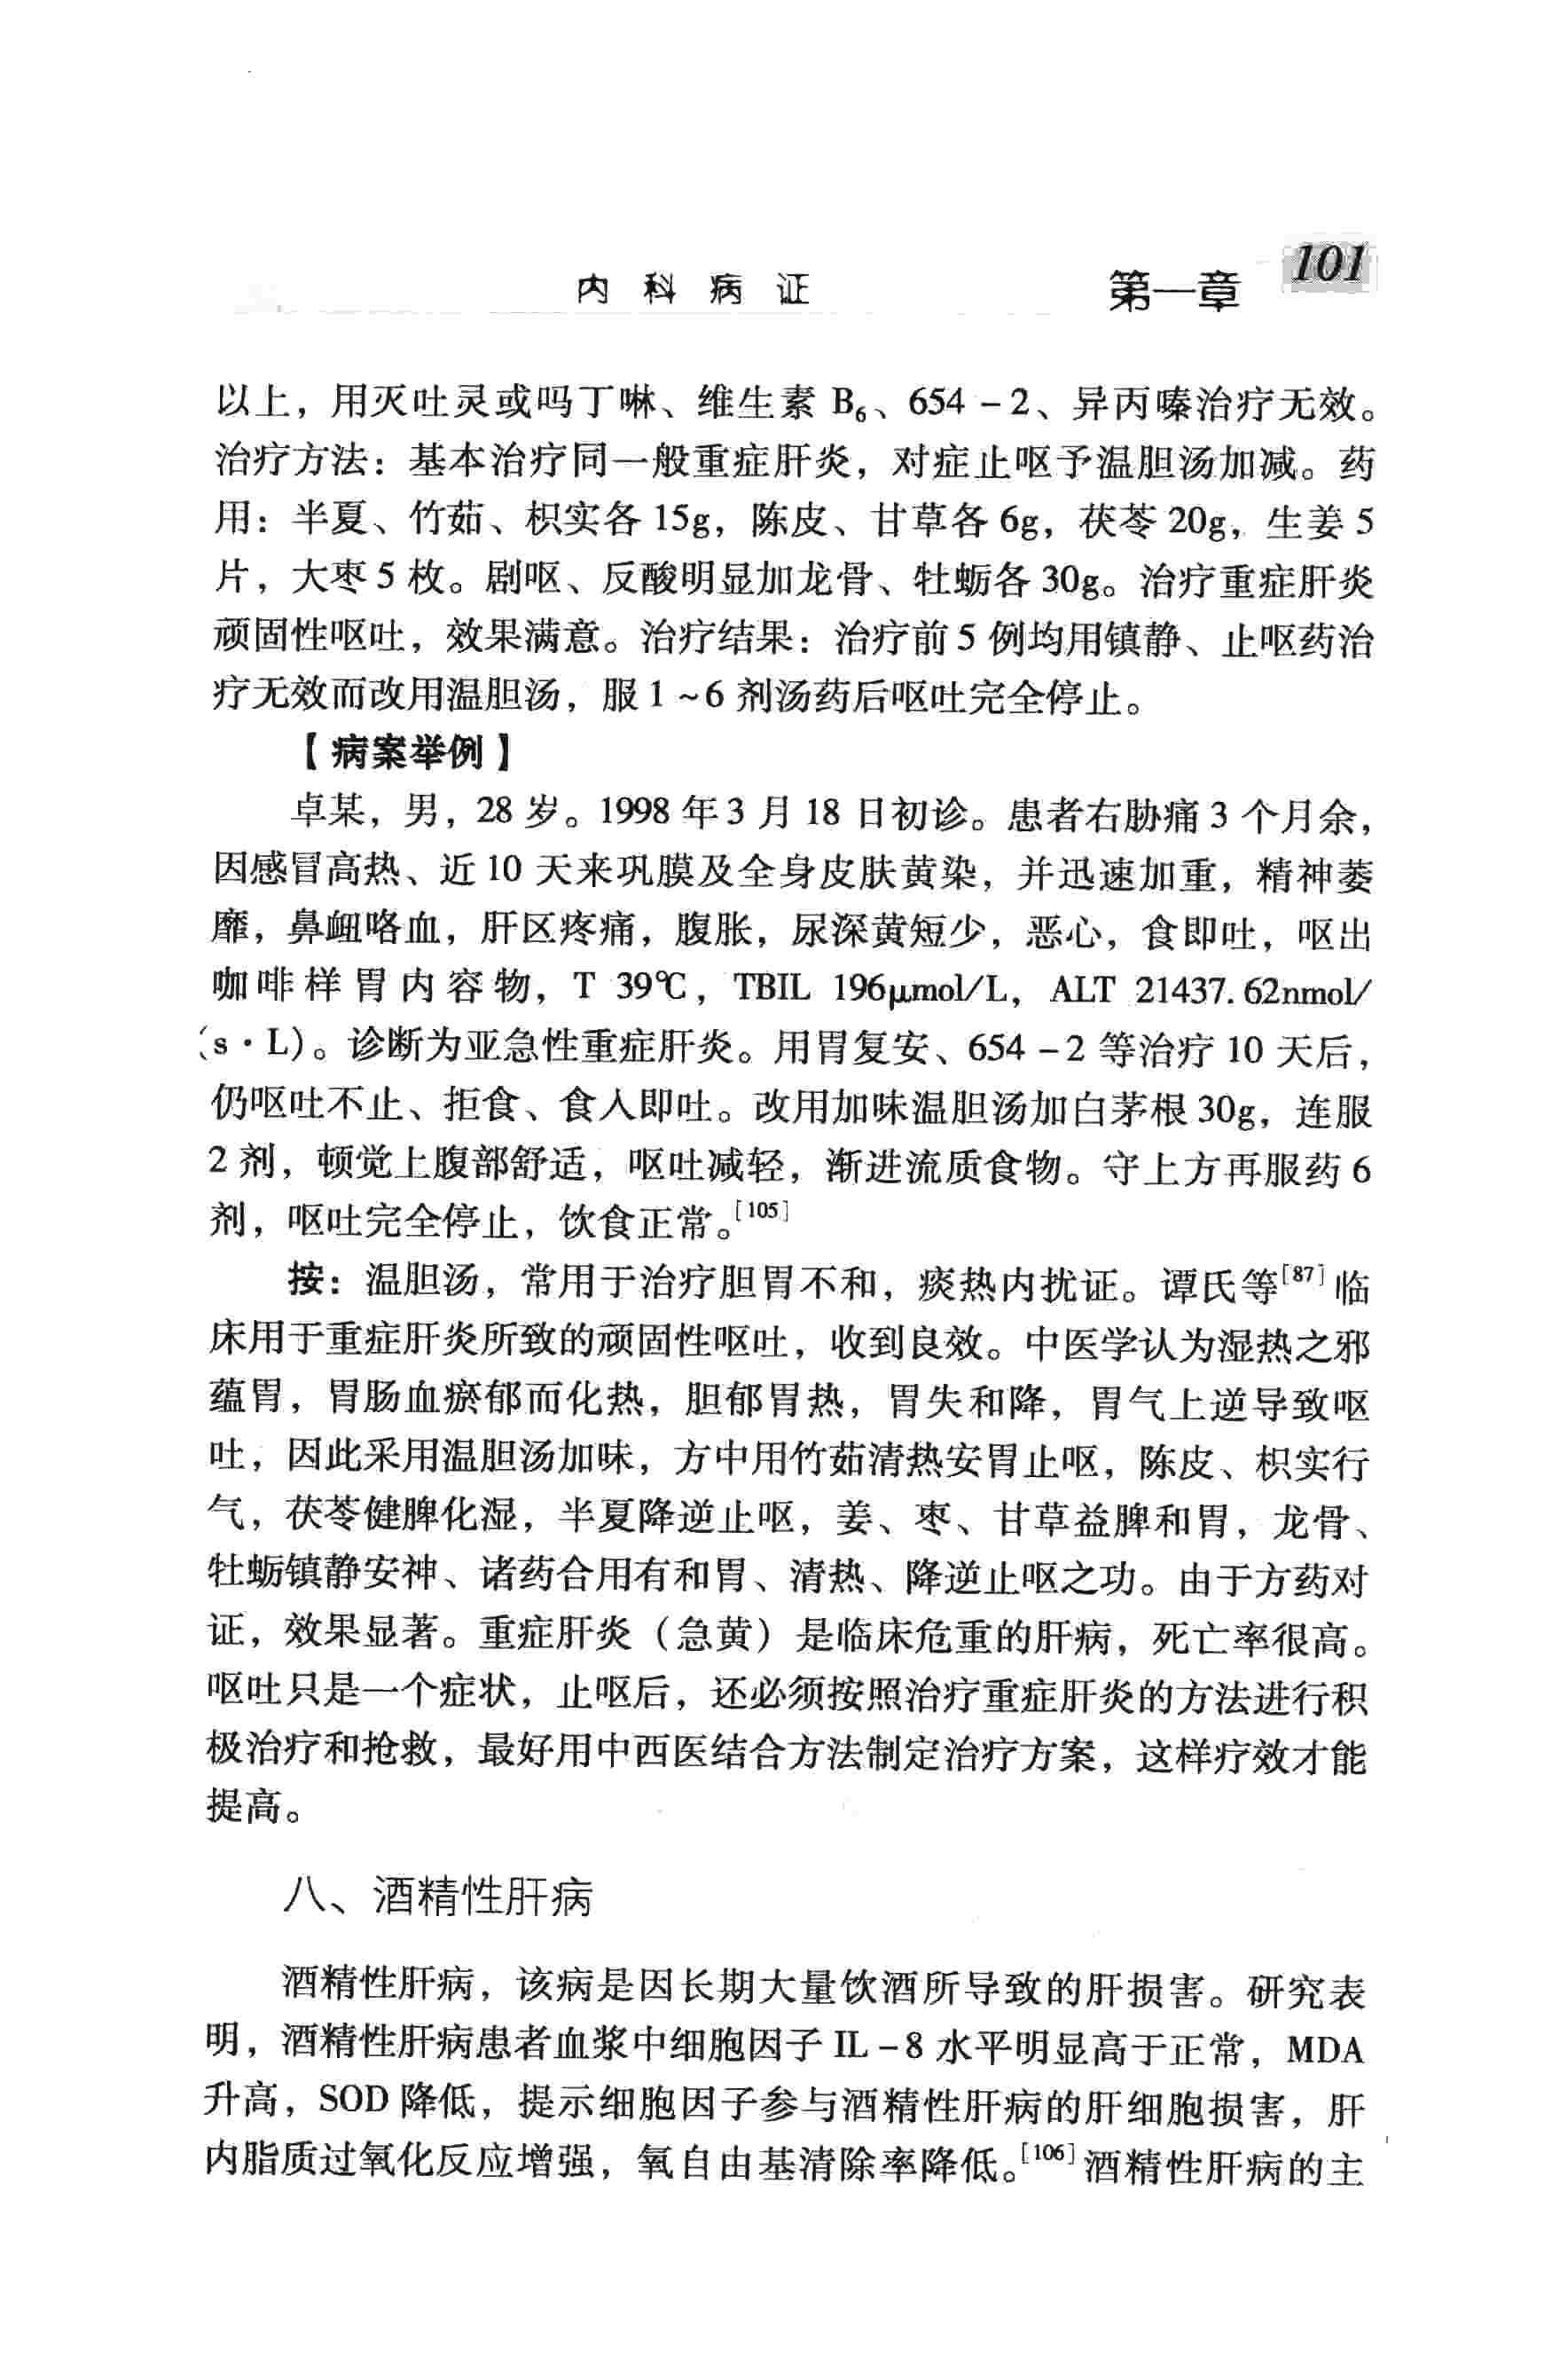 内科病证 第一章 101
以上，用灭吐灵或吗丁啉、维生素 B₆、654－2、异丙嗪治疗无效。
治疗方法：基本治疗同一般重症肝炎，对症止呕予温胆汤加减。药
用：半夏、竹茹、枳实各 15g，陈皮、甘草各 6g，茯苓 20g，生姜 5
片，大枣 5 枚。剧呕、反酸明显加龙骨、牡蛎各 30g。治疗重症肝炎
顽固性呕吐，效果满意。治疗结果：治疗前 5 例均用镇静、止呕药治
疗无效而改用温胆汤，服 1～6 剂汤药后呕吐完全停止。
【病案举例】
卓某，男，28 岁。1998 年 3 月 18 日初诊。患者右胁痛 3 个月余，
因感冒高热、近 10 天来巩膜及全身皮肤黄染，并迅速加重，精神萎
靡，鼻衄咯血，肝区疼痛，腹胀，尿深黄短少，恶心，食即吐，呕出
咖啡样胃内容物，T 39℃，TBIL 196μmol/L，ALT 21437.62nmol/
(s·L)。诊断为亚急性重症肝炎。用胃复安、654－2 等治疗 10 天后，
仍呕吐不止、拒食、食入即吐。改用加味温胆汤加白茅根 30g，连服
2 剂，顿觉上腹部舒适，呕吐减轻，渐进流质食物。守上方再服药 6
剂，呕吐完全停止，饮食正常。[105]
按：温胆汤，常用于治疗胆胃不和，痰热内扰证。谭氏等[87]临
床用于重症肝炎所致的顽固性呕吐，收到良效。中医学认为湿热之邪
蕴胃，胃肠血瘀郁而化热，胆郁胃热，胃失和降，胃气上逆导致呕
吐，因此采用温胆汤加味，方中用竹茹清热安胃止呕，陈皮、枳实行
气，茯苓健脾化湿，半夏降逆止呕，姜、枣、甘草益脾和胃，龙骨、
牡蛎镇静安神、诸药合用有和胃、清热、降逆止呕之功。由于方药对
证，效果显著。重症肝炎（急黄）是临床危重的肝病，死亡率很高。
呕吐只是一个症状，止呕后，还必须按照治疗重症肝炎的方法进行积
极治疗和抢救，最好用中西医结合方法制定治疗方案，这样疗效才能
提高。
八、酒精性肝病
酒精性肝病，该病是因长期大量饮酒所导致的肝损害。研究表
明，酒精性肝病患者血浆中细胞因子 IL－8 水平明显高于正常，MDA
升高，SOD 降低，提示细胞因子参与酒精性肝病的肝细胞损害，肝
内脂质过氧化反应增强，氧自由基清除率降低。[106]酒精性肝病的主